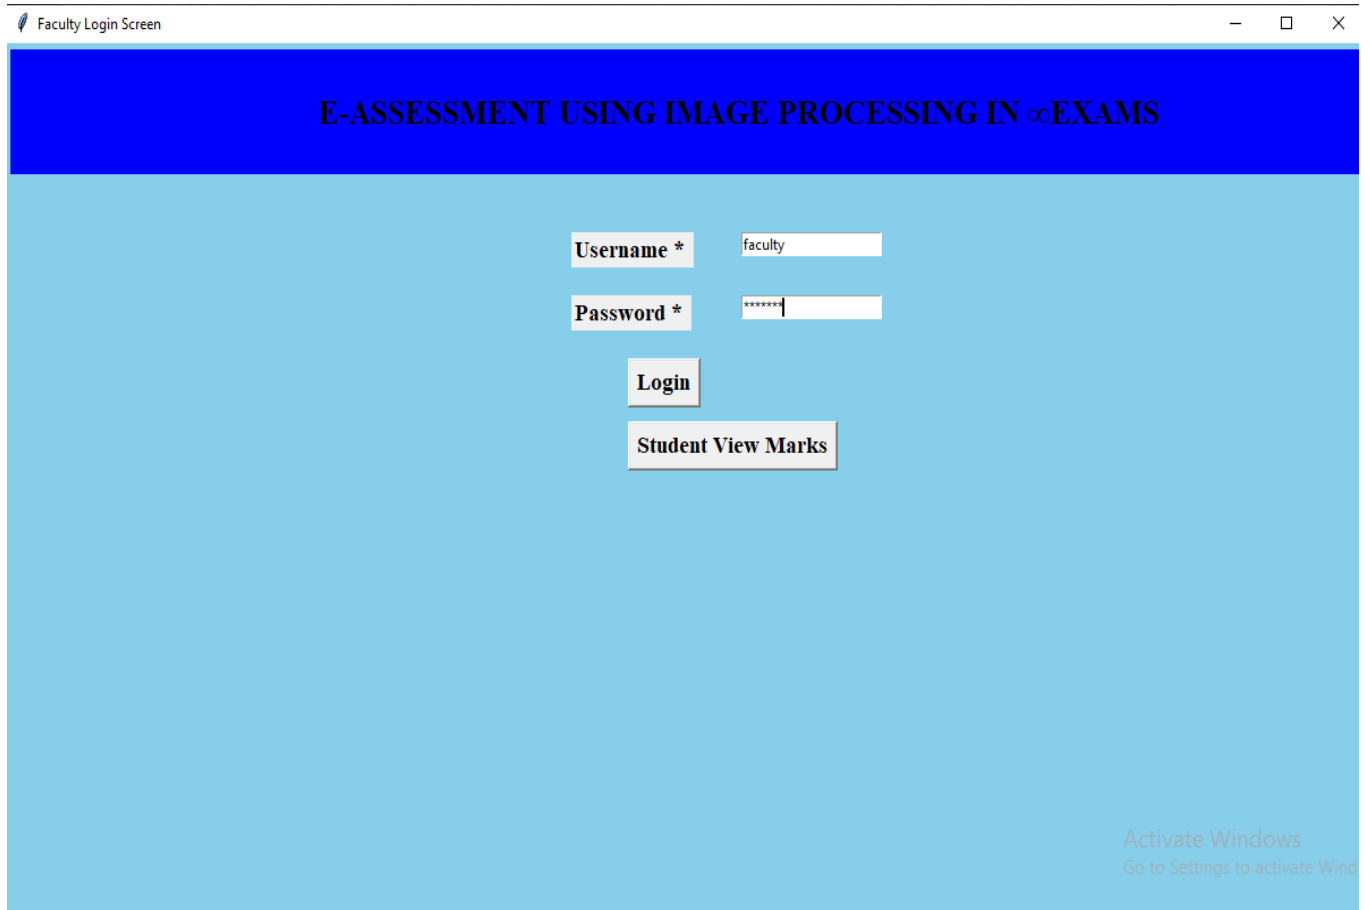 Faculty Login Screen
E-ASSESSMENT USING IMAGE PROCESSING IN ∞EXAMS
Username * faculty
Password * *******
Login
Student View Marks
Activate Windows
Go to Settings to activate Wind